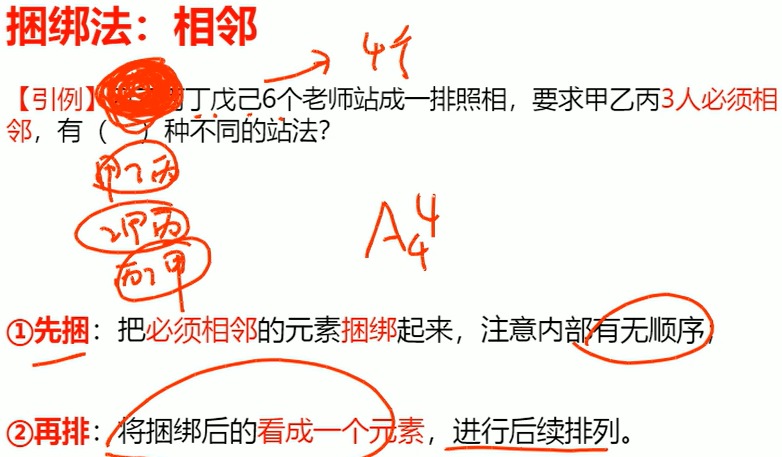 捆绑法：相邻
4个
【引例】丙丁戊己6个老师站成一排照相，要求甲乙丙3人必须相
邻，有（ ）种不同的站法？
甲乙丙
乙甲丙
丙乙甲
A₄⁴
①先捆：把必须相邻的元素捆绑起来，注意内部有无顺序；
②再排：将捆绑后的看成一个元素，进行后续排列。